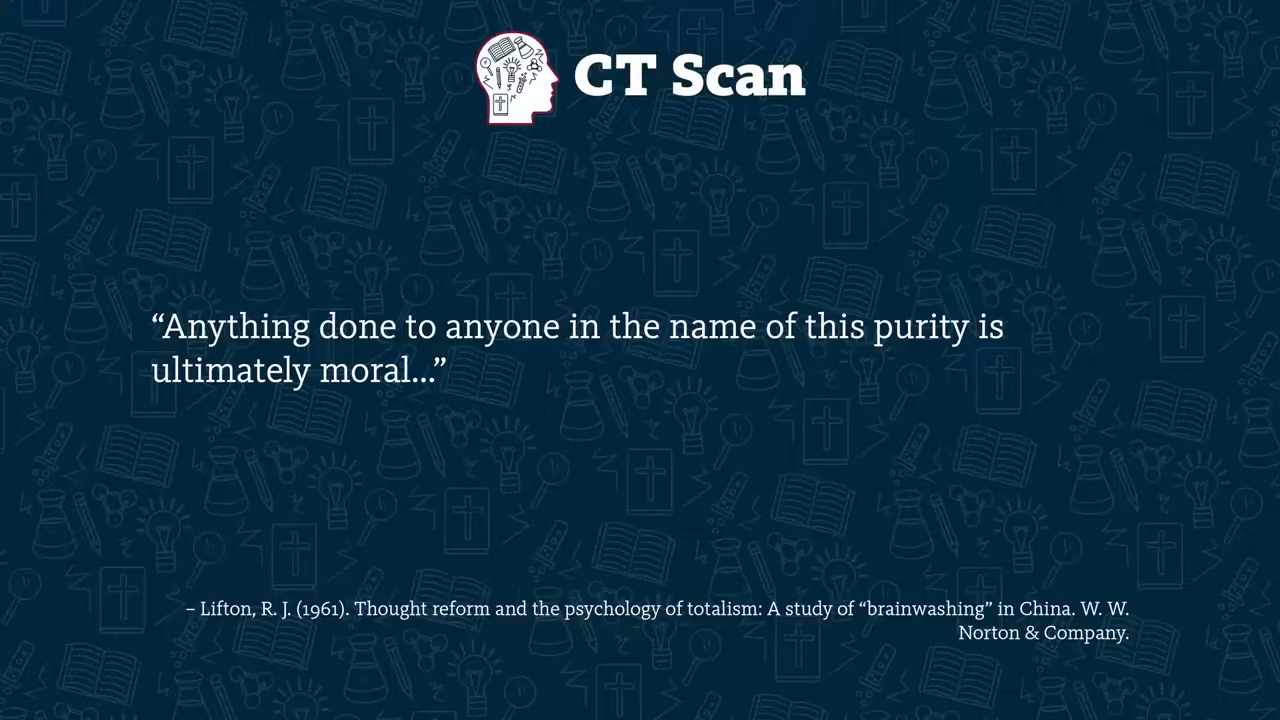 CT Scan
“Anything done to anyone in the name of this purity is
ultimately moral...”
– Lifton, R. J. (1961). Thought reform and the psychology of totalism: A study of “brainwashing” in China. W. W.
Norton & Company.